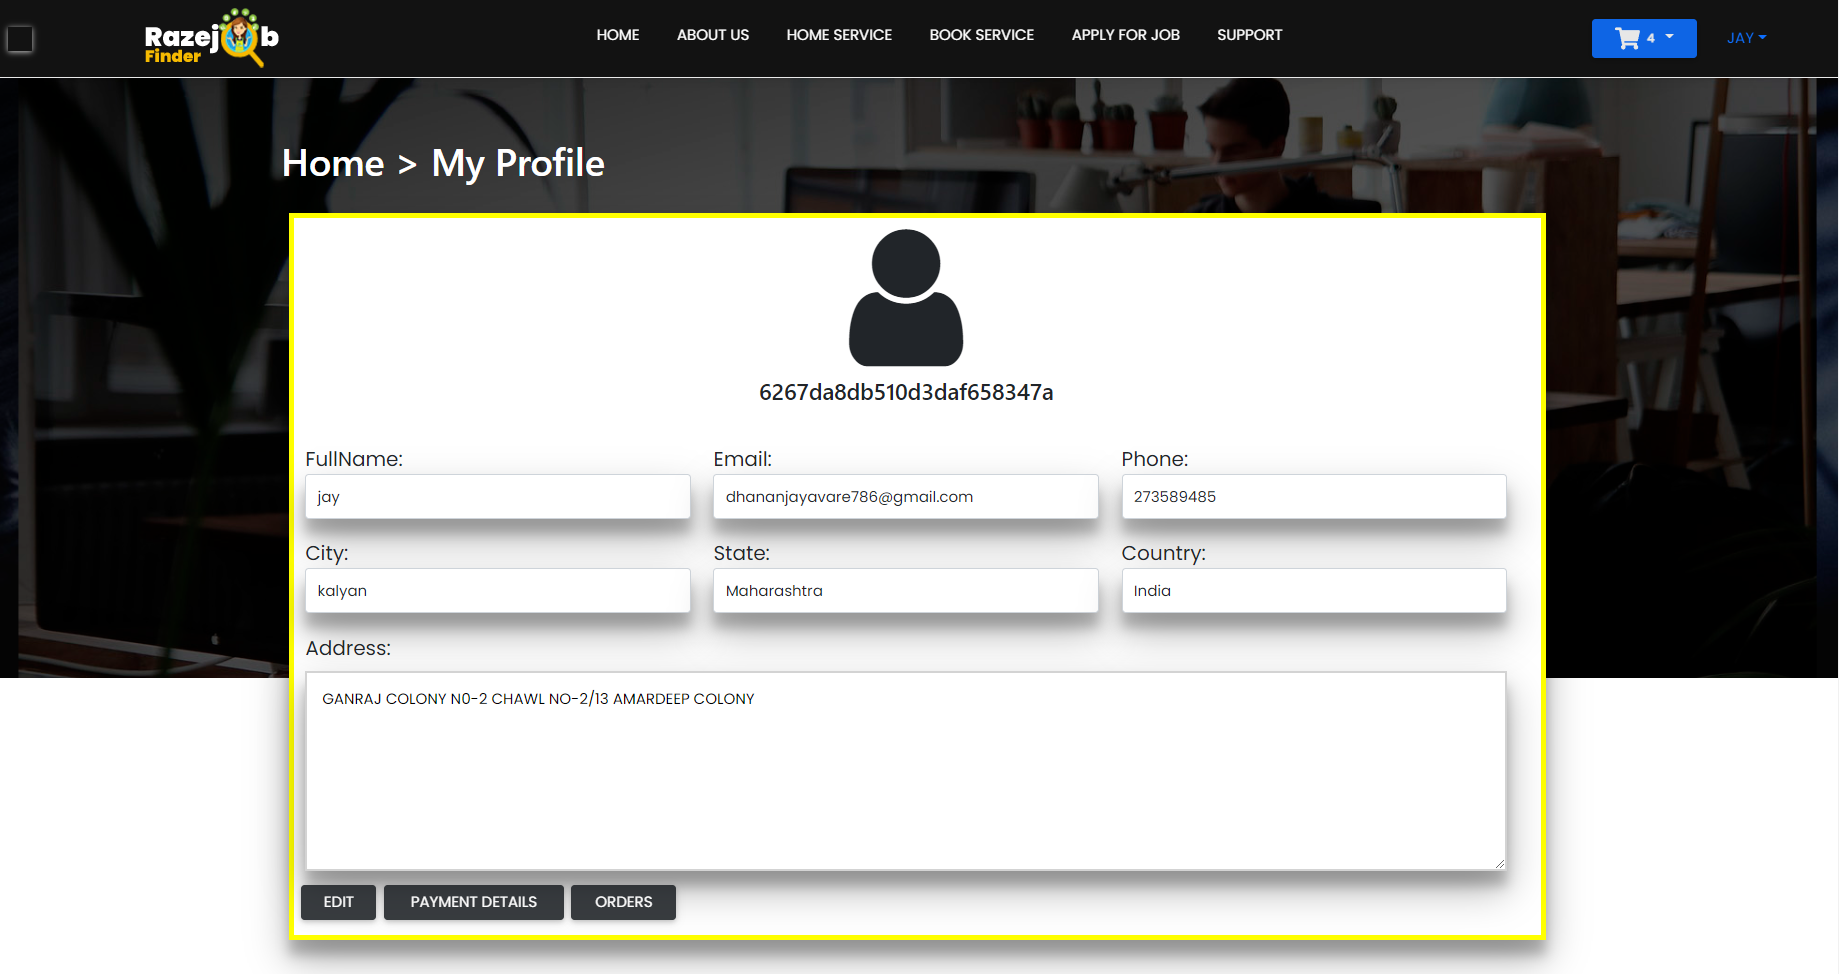 Razejob
Finder
HOME ABOUT US HOME SERVICE BOOK SERVICE APPLY FOR JOB SUPPORT
4
JAY
Home > My Profile
6267da8db510d3daf658347a
FullName: Email: Phone:
jay dhananjayavare786@gmail.com 273589485
City: State: Country:
kalyan Maharashtra India
Address:
GANRAJ COLONY N0-2 CHAWL NO-2/13 AMARDEEP COLONY
EDIT PAYMENT DETAILS ORDERS